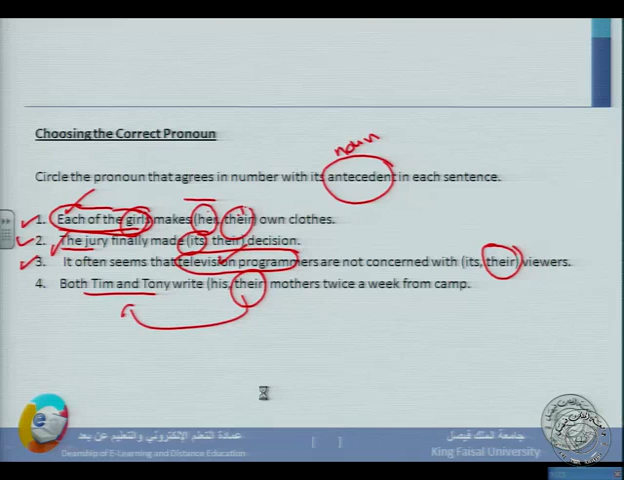 Choosing the Correct Pronoun
noun
Circle the pronoun that agrees in number with its antecedent in each sentence.
1. Each of the girls makes (her, their) own clothes.
2. The jury finally made (its, their) decision.
3. It often seems that television programmers are not concerned with (its, their) viewers.
4. Both Tim and Tony write (his, their) mothers twice a week from camp.
عمادة التعلم الإلكتروني والتعليم عن بعد
Deanship of E-Learning and Distance Education
[ ]
جامعة الملك فيصل
King Faisal University